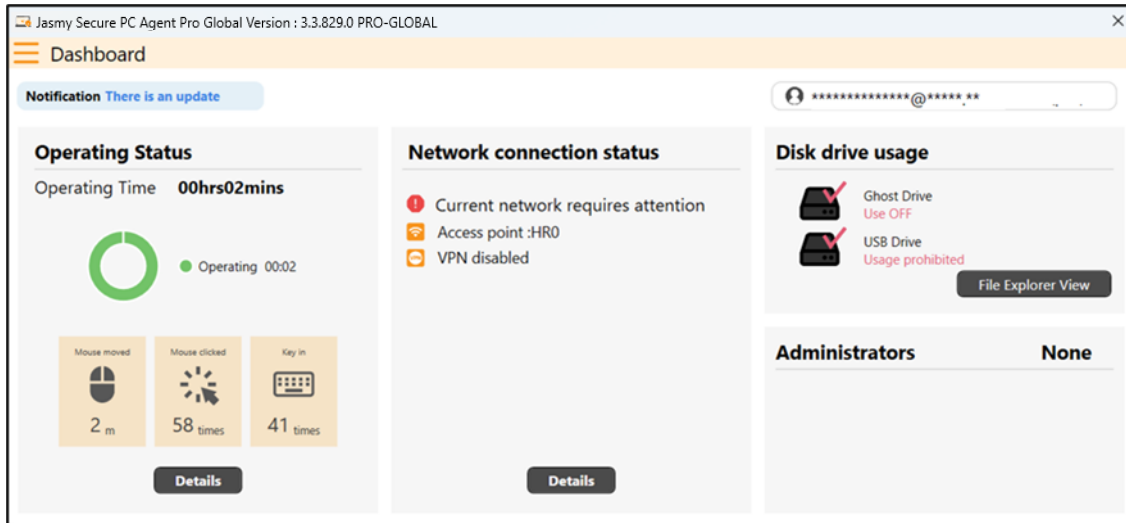 Jasmy Secure PC Agent Pro Global Version : 3.3.829.0 PRO-GLOBAL
Dashboard
Notification There is an update
**************@*****.**
Operating Status
Operating Time 00hrs02mins
Operating 00:02
Mouse moved
2 m
Mouse clicked
58 times
Key in
41 times
Details
Network connection status
Current network requires attention
Access point :HR0
VPN disabled
Details
Disk drive usage
Ghost Drive
Use OFF
USB Drive
Usage prohibited
File Explorer View
Administrators None